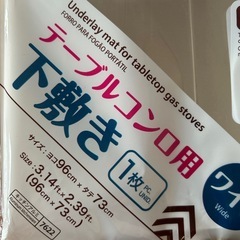 Underlay mat for tabletop gas stoves
FORRO PARA FOGÃO PORTÁTIL
テーブルコンロ用
下敷き
1枚
PC
UNID.
ワイ
Wide
サイズ：ヨコ96cm×タテ73cm
Size: 3.14ft×2.39ft
(96cm×73cm)
7022